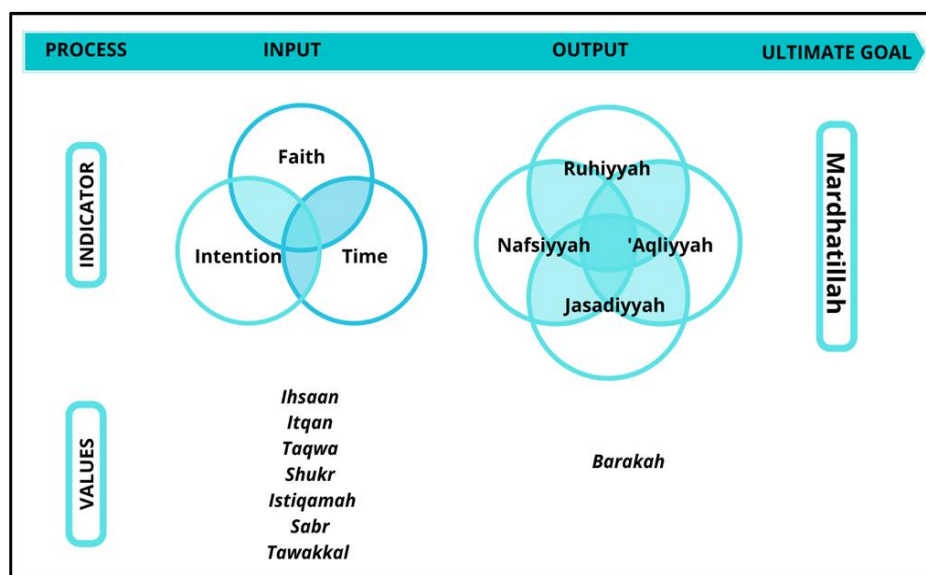 PROCESS INPUT OUTPUT ULTIMATE GOAL
INDICATOR
Faith
Intention Time
Ruhiyyah
Nafsiyyah 'Aqliyyah
Jasadiyyah
Mardhatillah
VALUES
Ihsaan
Itqan
Taqwa
Shukr
Istiqamah
Sabr
Tawakkal
Barakah